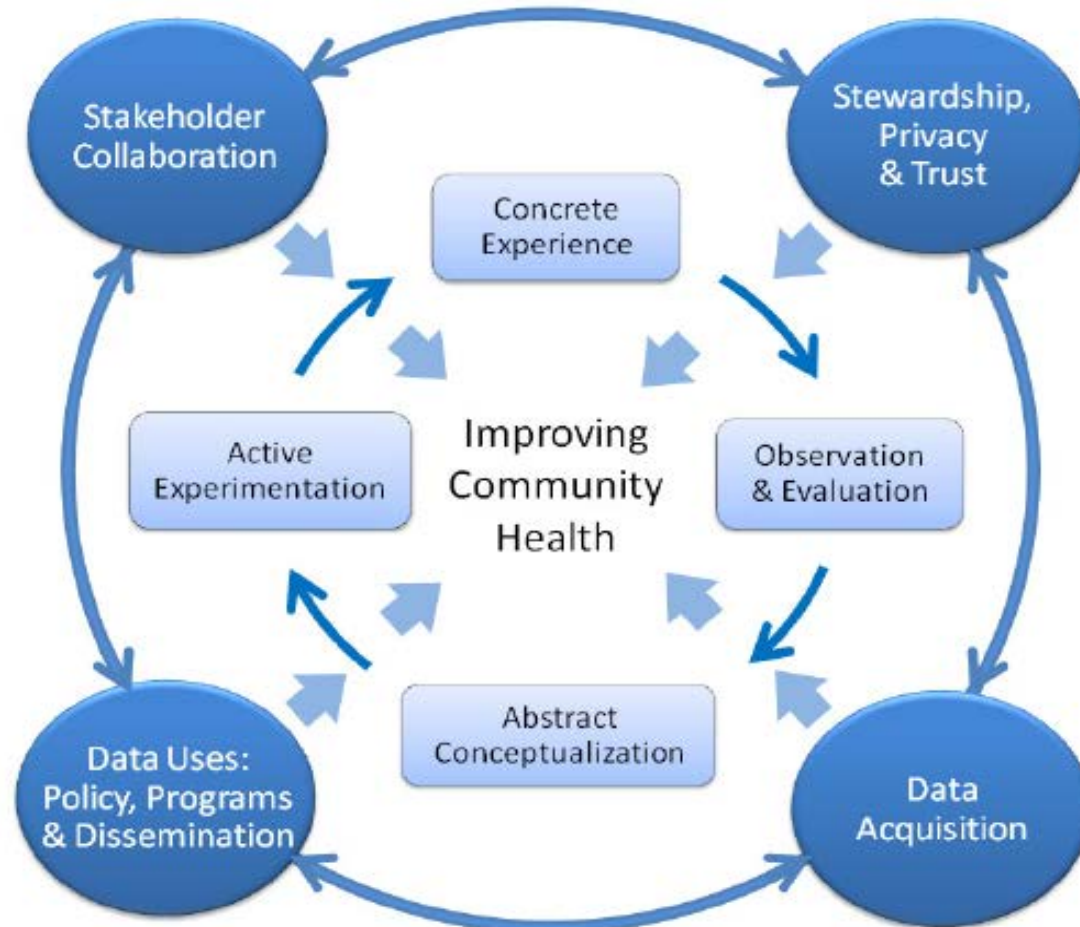 Stakeholder
Collaboration
Stewardship,
Privacy
& Trust
Concrete
Experience
Active
Experimentation
Improving
Community
Health
Observation
& Evaluation
Abstract
Conceptualization
Data Uses:
Policy, Programs
& Dissemination
Data
Acquisition